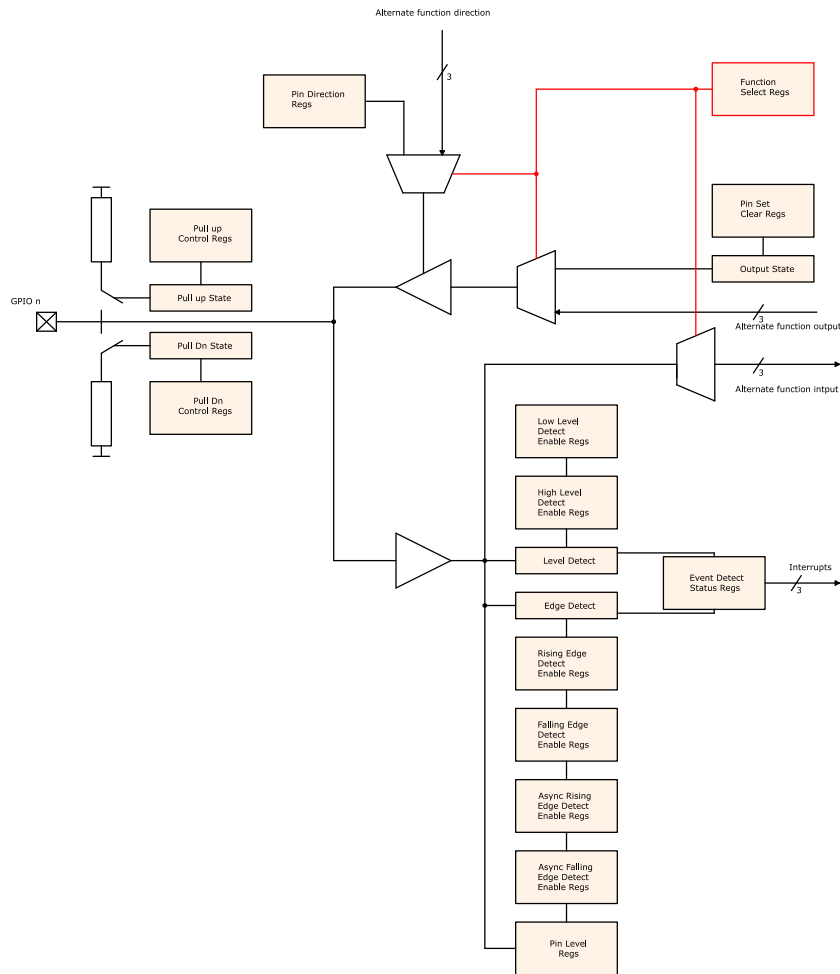 Alternate function direction
3
Pin Direction
Regs
Function
Select Regs
Pin Set
Clear Regs
Pull up
Control Regs
Output State
Pull up State
GPIO n
3
Alternate function output
Pull Dn State
3
Alternate function intput
Pull Dn
Control Regs
Low Level
Detect
Enable Regs
High Level
Detect
Enable Regs
Level Detect
Event Detect
Status Regs
Interrupts
3
Edge Detect
Rising Edge
Detect
Enable Regs
Falling Edge
Detect
Enable Regs
Async Rising
Edge Detect
Enable Regs
Async Falling
Edge Detect
Enable Regs
Pin Level
Regs